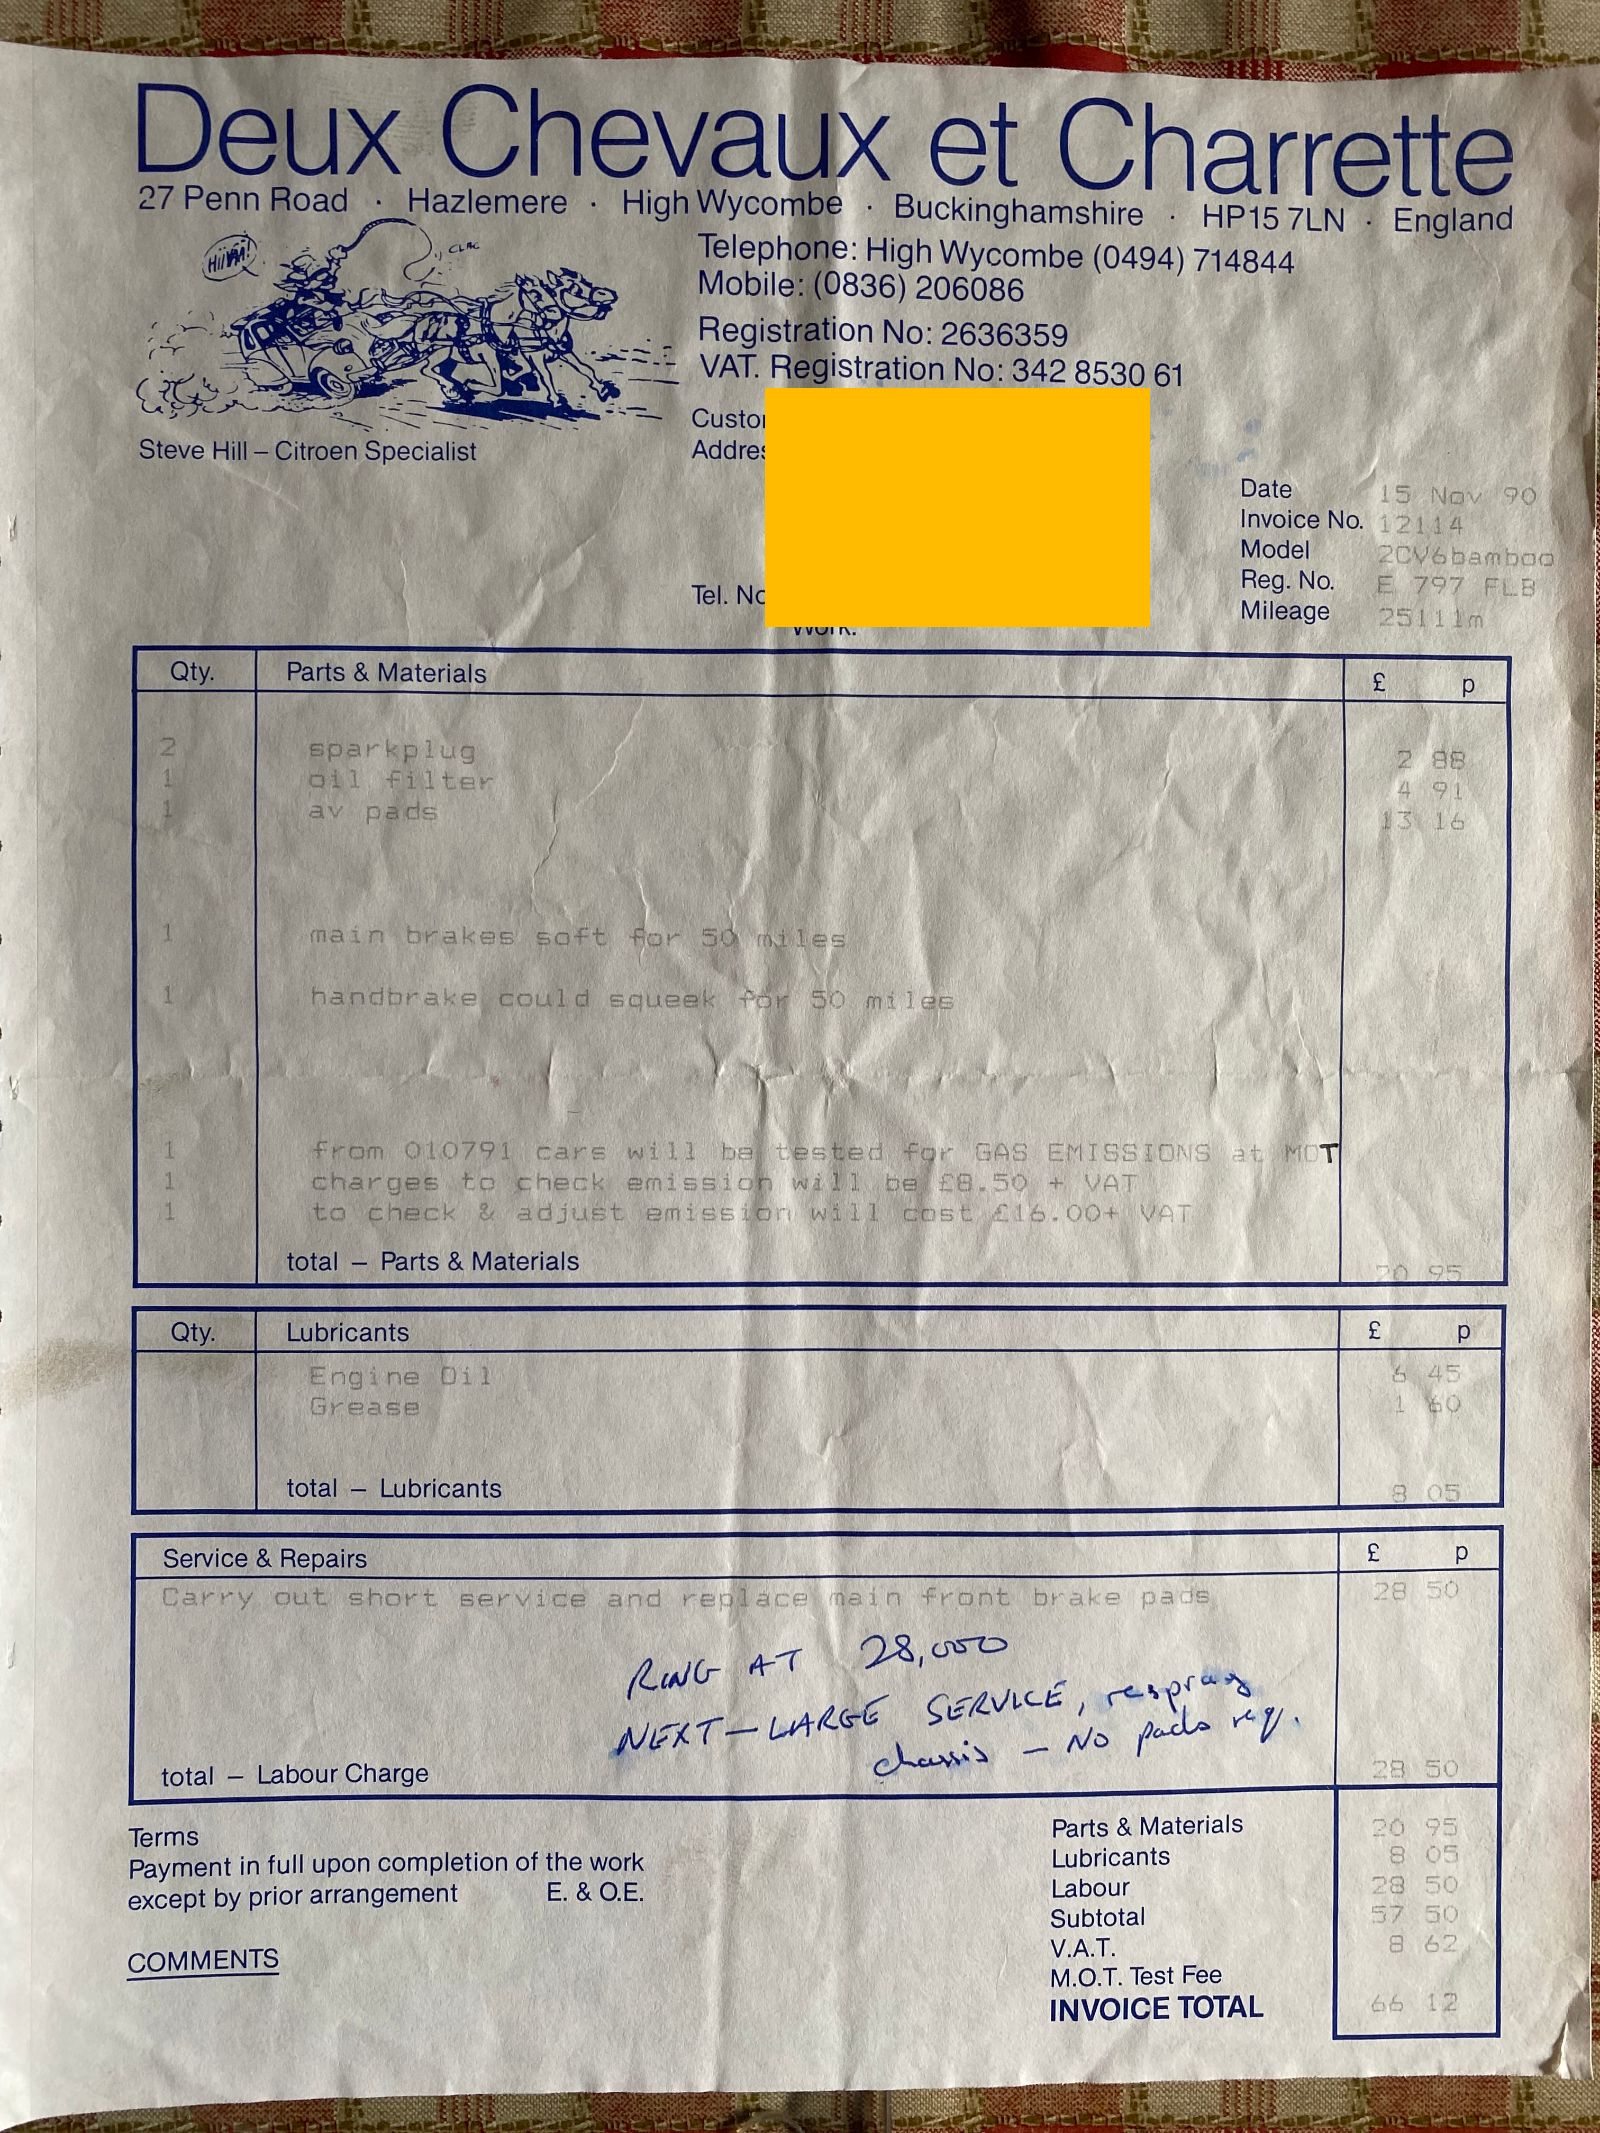 Deux Chevaux et Charrette
27 Penn Road · Hazlemere · High Wycombe · Buckinghamshire · HP15 7LN · England
HiiYAA!
CLAC
Telephone: High Wycombe (0494) 714844
Mobile: (0836) 206086
Registration No: 2636359
VAT. Registration No: 342 8530 61
Steve Hill – Citroen Specialist
Date 15 Nov 90
Invoice No. 12114
Model 2CV6bamboo
Reg. No. E 797 FLB
Mileage 25111m
Tel. No
Work:
Qty. Parts & Materials £ p
2 sparkplug 2 88
1 oil filter 4 91
1 av pads 13 16
1 main brakes soft for 50 miles
1 handbrake could squeek for 50 miles
1 from 010791 cars will be tested for GAS EMISSIONS at MOT
1 charges to check emission will be £8.50 + VAT
1 to check & adjust emission will cost £16.00+ VAT
total – Parts & Materials 20 95
Qty. Lubricants £ p
Engine Oil 6 45
Grease 1 60
total – Lubricants 8 05
Service & Repairs £ p
Carry out short service and replace main front brake pads 28 50
RING AT 28,000
NEXT – LARGE SERVICE, respray
chassis – No pads req.
total – Labour Charge 28 50
Terms
Payment in full upon completion of the work
except by prior arrangement E. & O.E.
COMMENTS
Parts & Materials 20 95
Lubricants 8 05
Labour 28 50
Subtotal 57 50
V.A.T. 8 62
M.O.T. Test Fee
INVOICE TOTAL 66 12